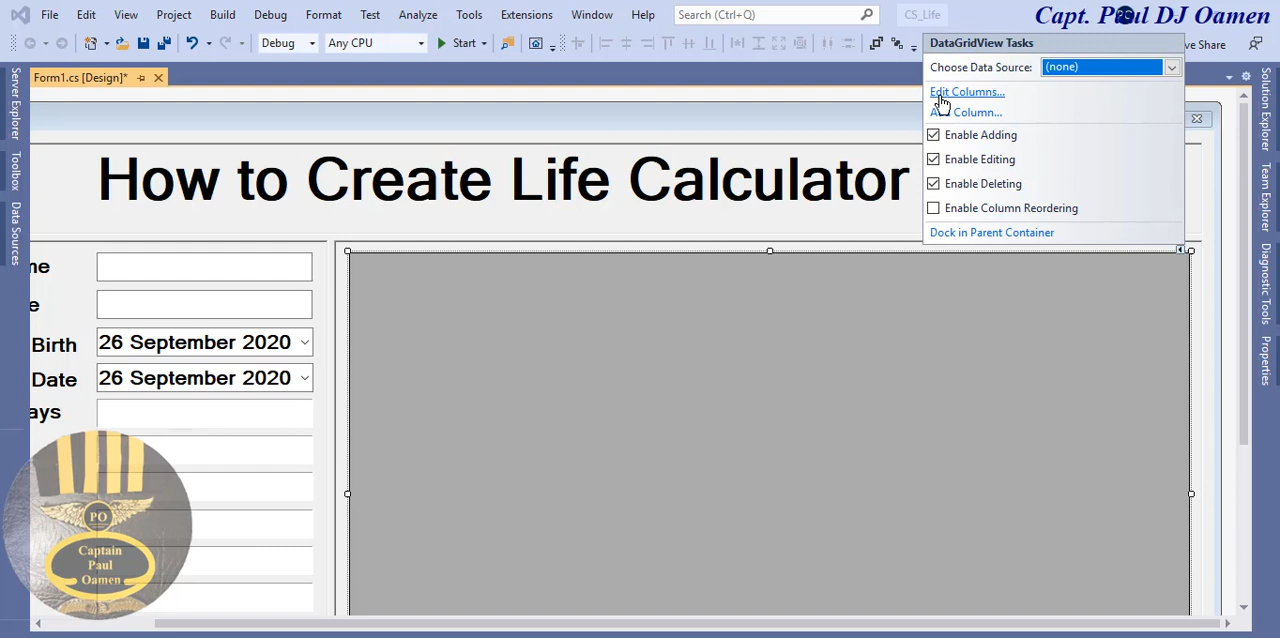 File Edit View Project Build Debug Format Test Analyze Tools Extensions Window Help Search (Ctrl+Q) CS_Life
Capt. Paul DJ Oamen
Debug Any CPU Start
ve Share
DataGridView Tasks
Form1.cs [Design]*
Choose Data Source: (none)
Edit Columns...
Column...
Enable Adding
Enable Editing
Enable Deleting
Enable Column Reordering
Dock in Parent Container
How to Create Life Calculator
me
e
Birth 26 September 2020
Date 26 September 2020
ays
Server Explorer
Toolbox
Data Sources
Solution Explorer
Team Explorer
Diagnostic Tools
Properties
PO
Captain
Paul
Oamen